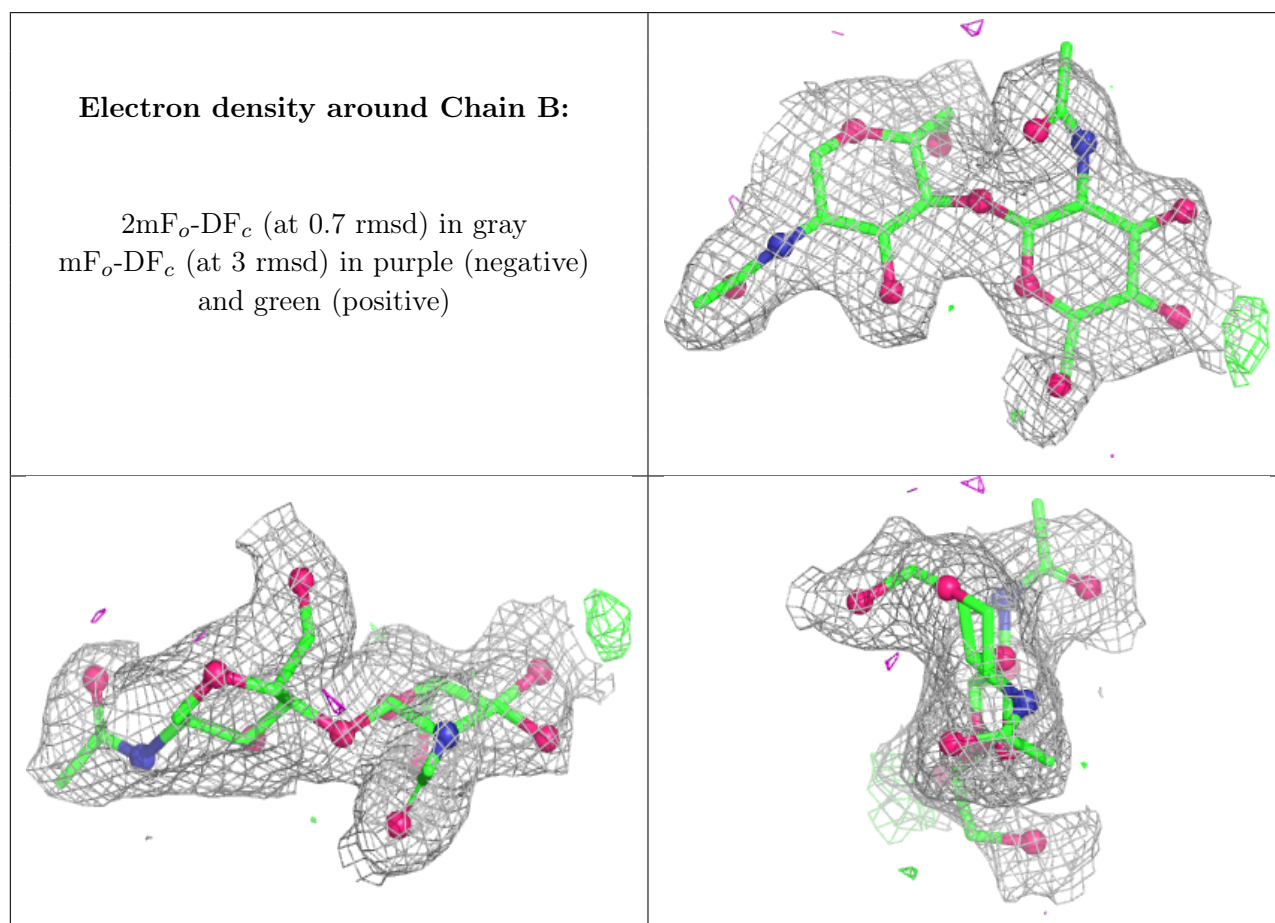 Electron density around Chain B:
2mFₒ-DF𝒸 (at 0.7 rmsd) in gray
mFₒ-DF𝒸 (at 3 rmsd) in purple (negative)
and green (positive)